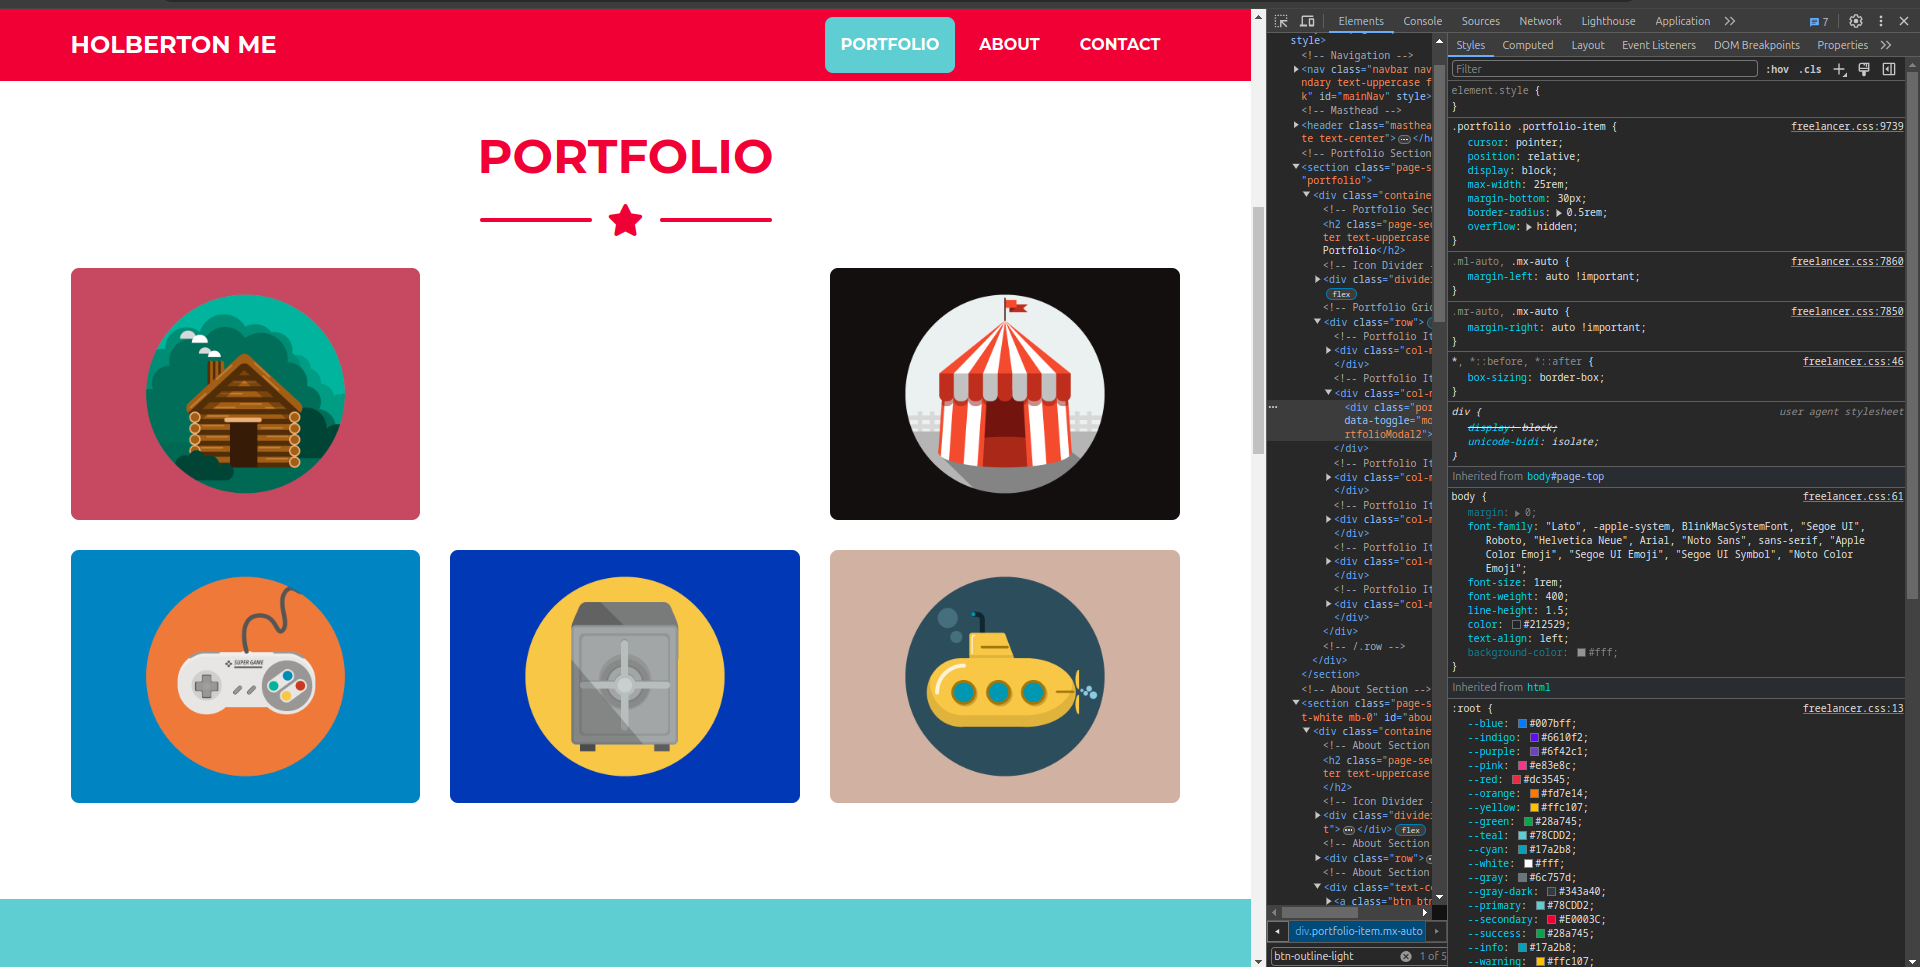 HOLBERTON ME
PORTFOLIO
ABOUT
CONTACT
PORTFOLIO
SUPER GAME
Elements
Console
Sources
Network
Lighthouse
Application
7
style>
<!-- Navigation -->
<nav class="navbar nav
ndary text-uppercase f
k" id="mainNav" style>
<!-- Masthead -->
<header class="masthea
te text-center"> … </he
<!-- Portfolio Section
<section class="page-s
"portfolio">
<div class="containe
<!-- Portfolio Sect
<h2 class="page-sec
ter text-uppercase
Portfolio</h2>
<!-- Icon Divider -
<div class="divide
flex
<!-- Portfolio Gric
<div class="row">
<!-- Portfolio It
<div class="col-m
</div>
<!-- Portfolio It
<div class="col-m
<div class="por
data-toggle="mo
rtfolioModal2">
</div>
<!-- Portfolio It
<div class="col-m
</div>
<!-- Portfolio It
<div class="col-m
</div>
<!-- Portfolio It
<div class="col-m
</div>
<!-- Portfolio It
<div class="col-m
</div>
</div>
<!-- /.row -->
</div>
</section>
<!-- About Section -->
<section class="page-s
t-white mb-0" id="abou
<div class="containe
<!-- About Section
<h2 class="page-sec
ter text-uppercase
</h2>
<!-- Icon Divider -
<div class="divide
t"> … </div> flex
<!-- About Section
<div class="row">
<!-- About Section
<div class="text-ce
<a class="btn btn
div.portfolio-item.mx-auto
btn-outline-light
1 of 5
Styles
Computed
Layout
Event Listeners
DOM Breakpoints
Properties
Filter
:hov .cls
element.style {
}
.portfolio .portfolio-item {
freelancer.css:9739
cursor: pointer;
position: relative;
display: block;
max-width: 25rem;
margin-bottom: 30px;
border-radius: 0.5rem;
overflow: hidden;
}
.ml-auto, .mx-auto {
freelancer.css:7860
margin-left: auto !important;
}
.mr-auto, .mx-auto {
freelancer.css:7850
margin-right: auto !important;
}
*, *::before, *::after {
freelancer.css:46
box-sizing: border-box;
}
div {
user agent stylesheet
display: block;
unicode-bidi: isolate;
}
Inherited from body#page-top
body {
freelancer.css:61
margin: 0;
font-family: "Lato", -apple-system, BlinkMacSystemFont, "Segoe UI",
Roboto, "Helvetica Neue", Arial, "Noto Sans", sans-serif, "Apple
Color Emoji", "Segoe UI Emoji", "Segoe UI Symbol", "Noto Color
Emoji";
font-size: 1rem;
font-weight: 400;
line-height: 1.5;
color: #212529;
text-align: left;
background-color: #fff;
}
Inherited from html
:root {
freelancer.css:13
--blue: #007bff;
--indigo: #6610f2;
--purple: #6f42c1;
--pink: #e83e8c;
--red: #dc3545;
--orange: #fd7e14;
--yellow: #ffc107;
--green: #28a745;
--teal: #78CDD2;
--cyan: #17a2b8;
--white: #fff;
--gray: #6c757d;
--gray-dark: #343a40;
--primary: #78CDD2;
--secondary: #E0003C;
--success: #28a745;
--info: #17a2b8;
--warning: #ffc107;